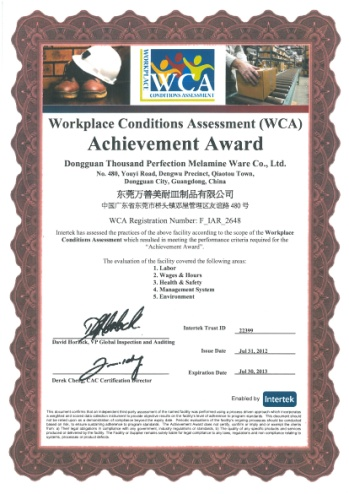 WORKPLACE
WCA
CONDITIONS ASSESSMENT
Workplace Conditions Assessment (WCA)
Achievement Award
Dongguan Thousand Perfection Melamine Ware Co., Ltd.
No. 480, Youyi Road, Dengwu Precinct, Qiaotou Town,
Dongguan City, Guangdong, China
东莞万善美耐皿制品有限公司
中国广东省东莞市桥头镇邓屋管理区友谊路 480 号
WCA Registration Number: F_IAR_2648
Intertek has assessed the practices of the above facility according to the scope of the Workplace
Conditions Assessment which resulted in meeting the performance criteria required for the
"Achievement Award".
The evaluation of the facility covered the following areas:
1. Labor
2. Wages & Hours
3. Health & Safety
4. Management System
5. Environment
David Horlock, VP Global Inspection and Auditing
Intertek Trust ID 22399
Issue Date Jul 31, 2012
Derek Cheng, CAC Certification Director
Expiration Date Jul 30, 2013
Enabled by Intertek